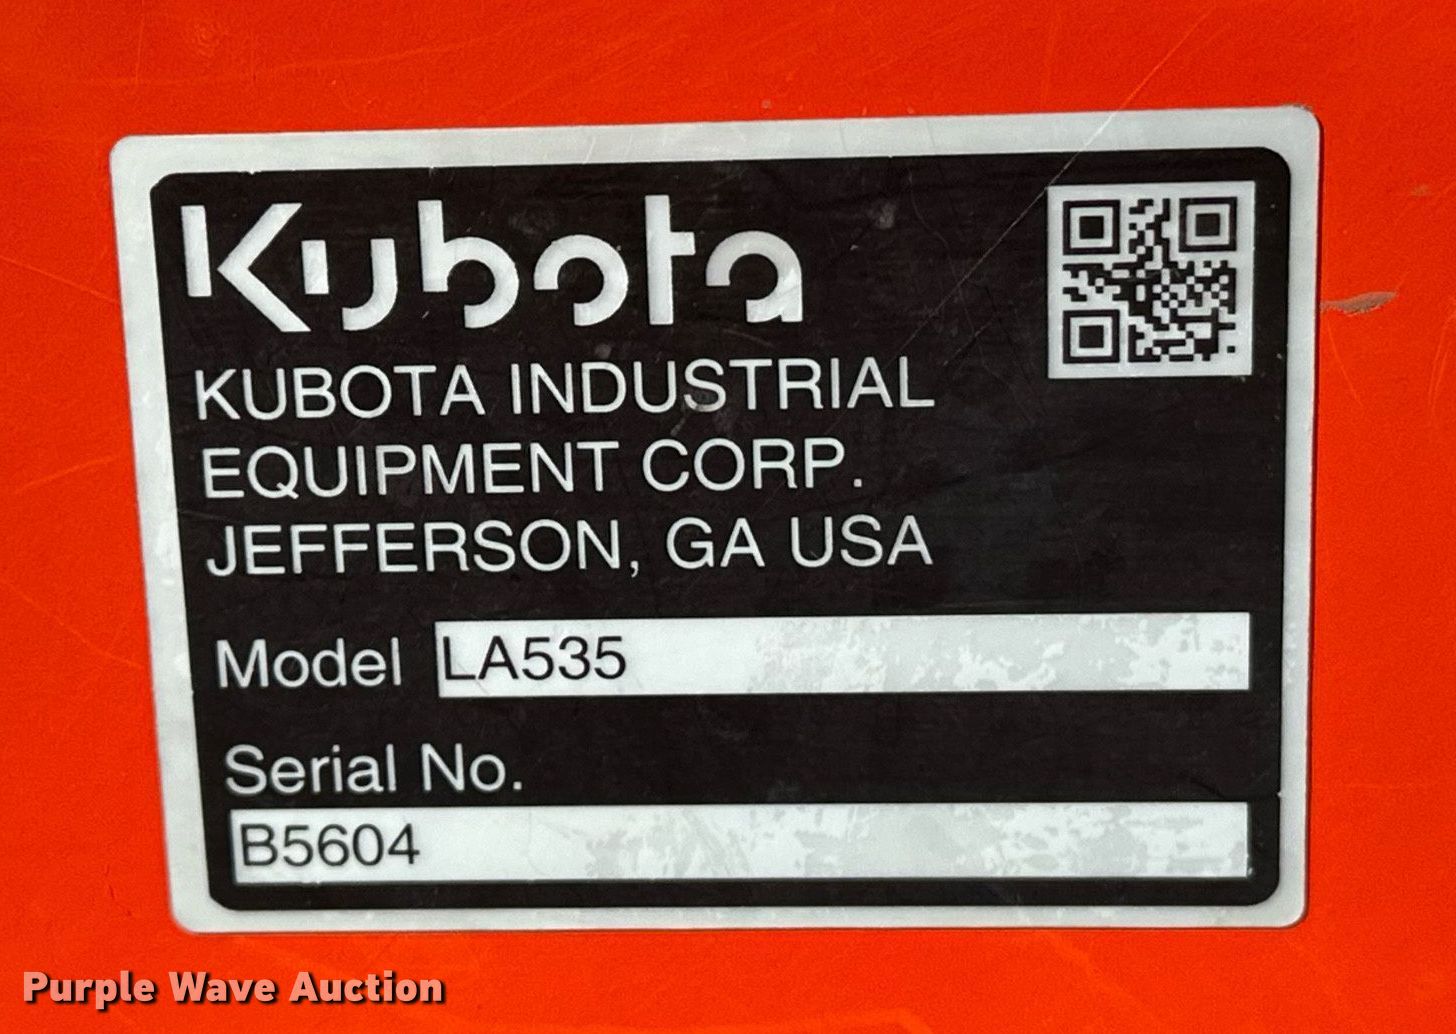 Kubota
KUBOTA INDUSTRIAL
EQUIPMENT CORP.
JEFFERSON, GA USA
Model LA535
Serial No.
B5604
Purple Wave Auction